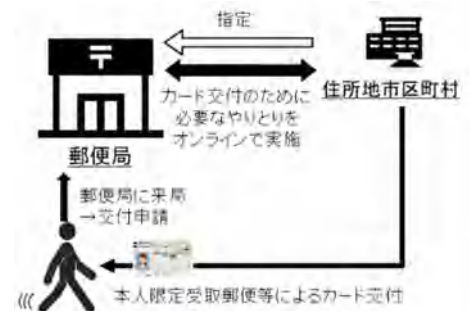 指定
住所地市区町村
カード交付のために
必要なやりとりを
オンラインで実施
郵便局
郵便局に来局
→交付申請
本人限定受取郵便等によるカード交付